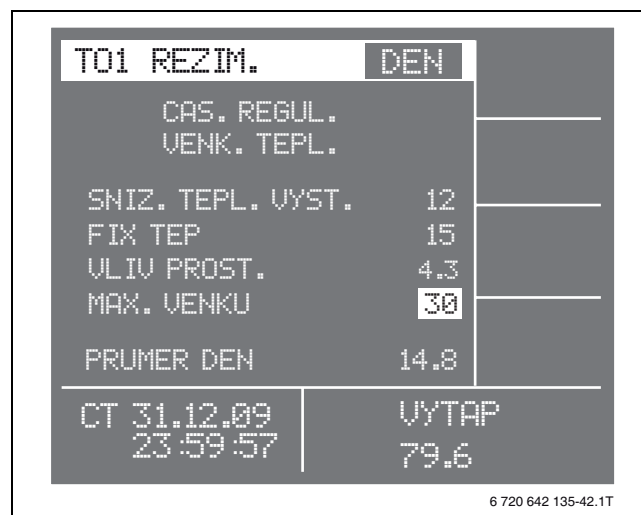 TO1 REZIM. DEN
CAS. REGUL.
VENK. TEPL.
SNIZ. TEPL. VYST. 12
FIX TEP 15
VLIV PROST. 4.3
MAX. VENKU 30
PRUMER DEN 14.8
CT 31.12.09
23:59:57
VYTAP
79.6
6 720 642 135-42.1T